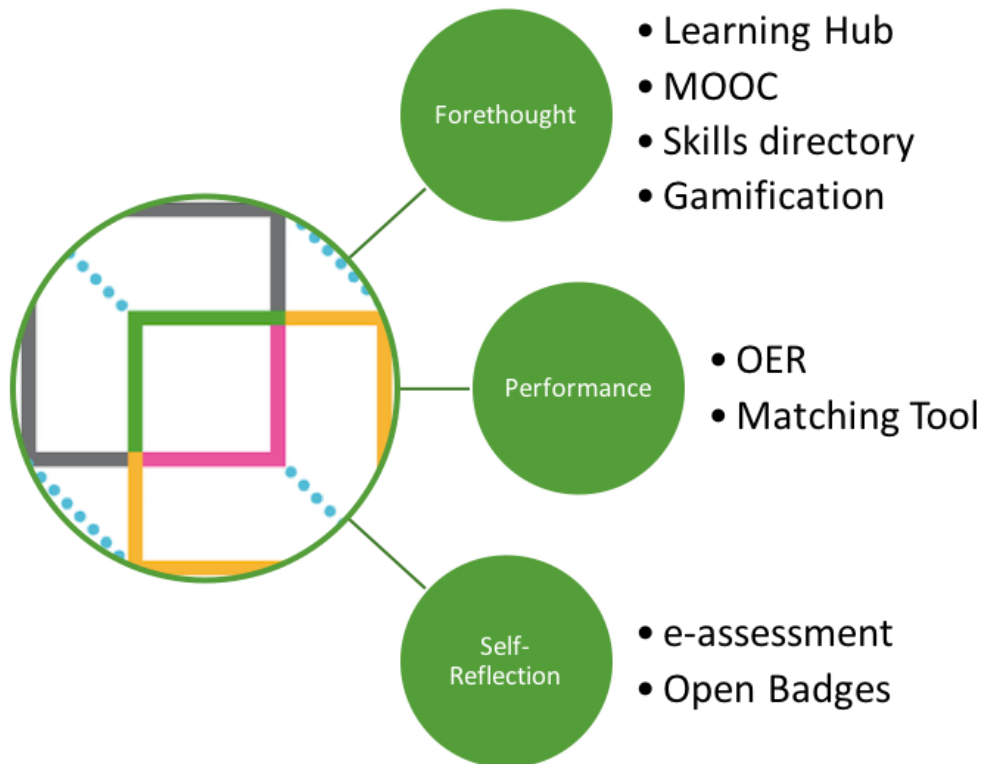 Forethought
• Learning Hub
• MOOC
• Skills directory
• Gamification
Performance
• OER
• Matching Tool
Self-
Reflection
• e-assessment
• Open Badges